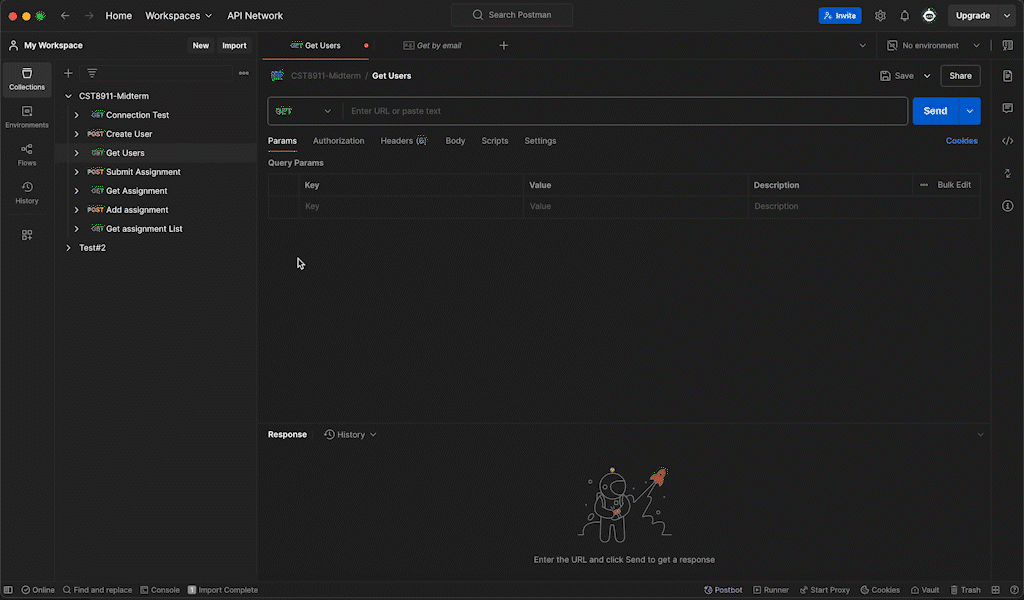 Home Workspaces API Network Search Postman Invite Upgrade
My Workspace New Import GET Get Users GET Get by email No environment
Collections
Environments
Flows
History
CST8911-Midterm
GET Connection Test
POST Create User
GET Get Users
POST Submit Assignment
GET Get Assignment
POST Add assignment
GET Get assignment List
Test#2
CST8911-Midterm / Get Users Save Share
GET Enter URL or paste text Send
Params Authorization Headers (6) Body Scripts Settings Cookies
Query Params
Key Value Description Bulk Edit
Key Value Description
Response History
Enter the URL and click Send to get a response
Online Find and replace Console 1 Import Complete Postbot Runner Start Proxy Cookies Vault Trash